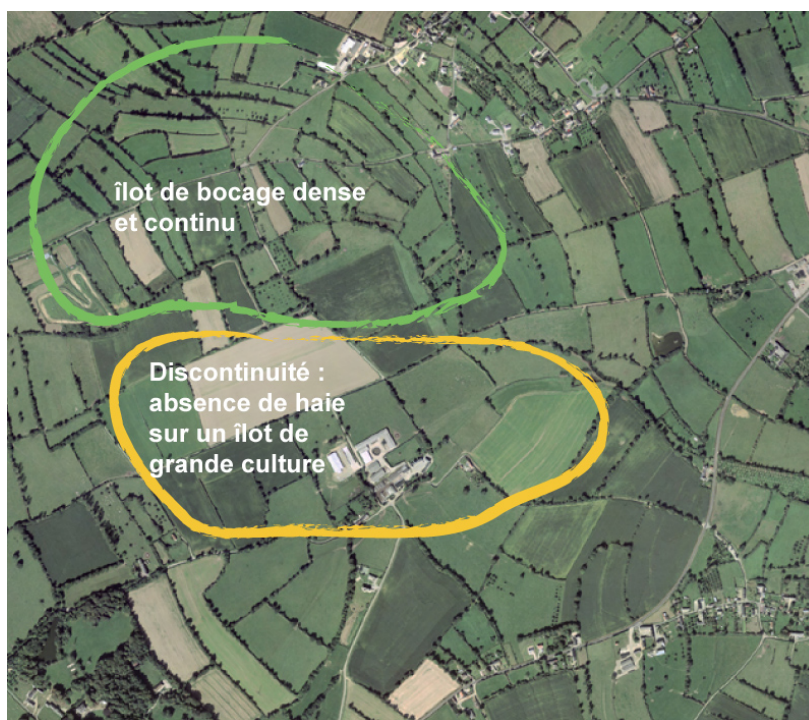 îlot de bocage dense
et continu
Discontinuité :
absence de haie
sur un îlot de
grande culture